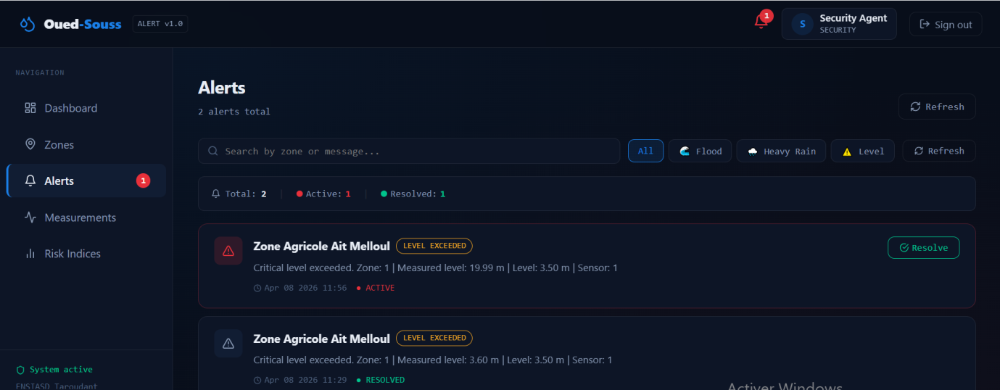 Oued-Souss ALERT v1.0 1 S Security Agent SECURITY Sign out
NAVIGATION
Dashboard
Zones
Alerts 1
Measurements
Risk Indices
System active
ENSTASD Taroudant
Alerts
2 alerts total
Refresh
Search by zone or message... All Flood Heavy Rain Level Refresh
Total: 2 | Active: 1 | Resolved: 1
Zone Agricole Ait Melloul LEVEL EXCEEDED Resolve
Critical level exceeded. Zone: 1 | Measured level: 19.99 m | Level: 3.50 m | Sensor: 1
Apr 08 2026 11:56 ACTIVE
Zone Agricole Ait Melloul LEVEL EXCEEDED
Critical level exceeded. Zone: 1 | Measured level: 3.60 m | Level: 3.50 m | Sensor: 1
Apr 08 2026 11:29 RESOLVED
Activer Windows